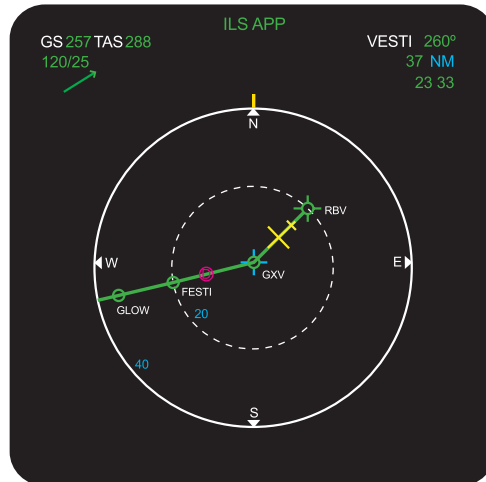 ILS APP
GS 257 TAS 288
120/25
VESTI 260º
37 NM
23 33
N
RBV
W
E
GXV
FESTI
GLOW
20
40
S